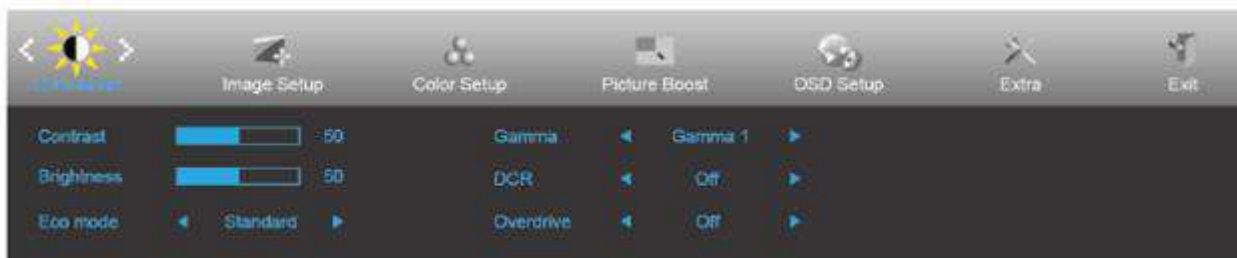 Image Setup
Color Setup
Picture Boost
OSD Setup
Extra
Exit
Contrast 50 Gamma Gamma 1
Brightness 50 DCR Off
Eco mode Standard Overdrive Off